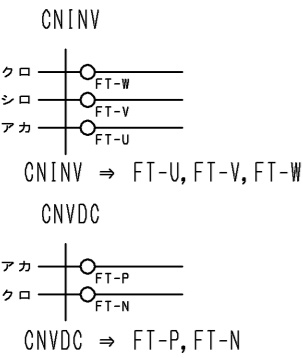 CNINV
クロ FT-W
シロ FT-V
アカ FT-U
CNINV ⇒ FT-U,FT-V,FT-W
CNVDC
アカ FT-P
クロ FT-N
CNVDC ⇒ FT-P,FT-N